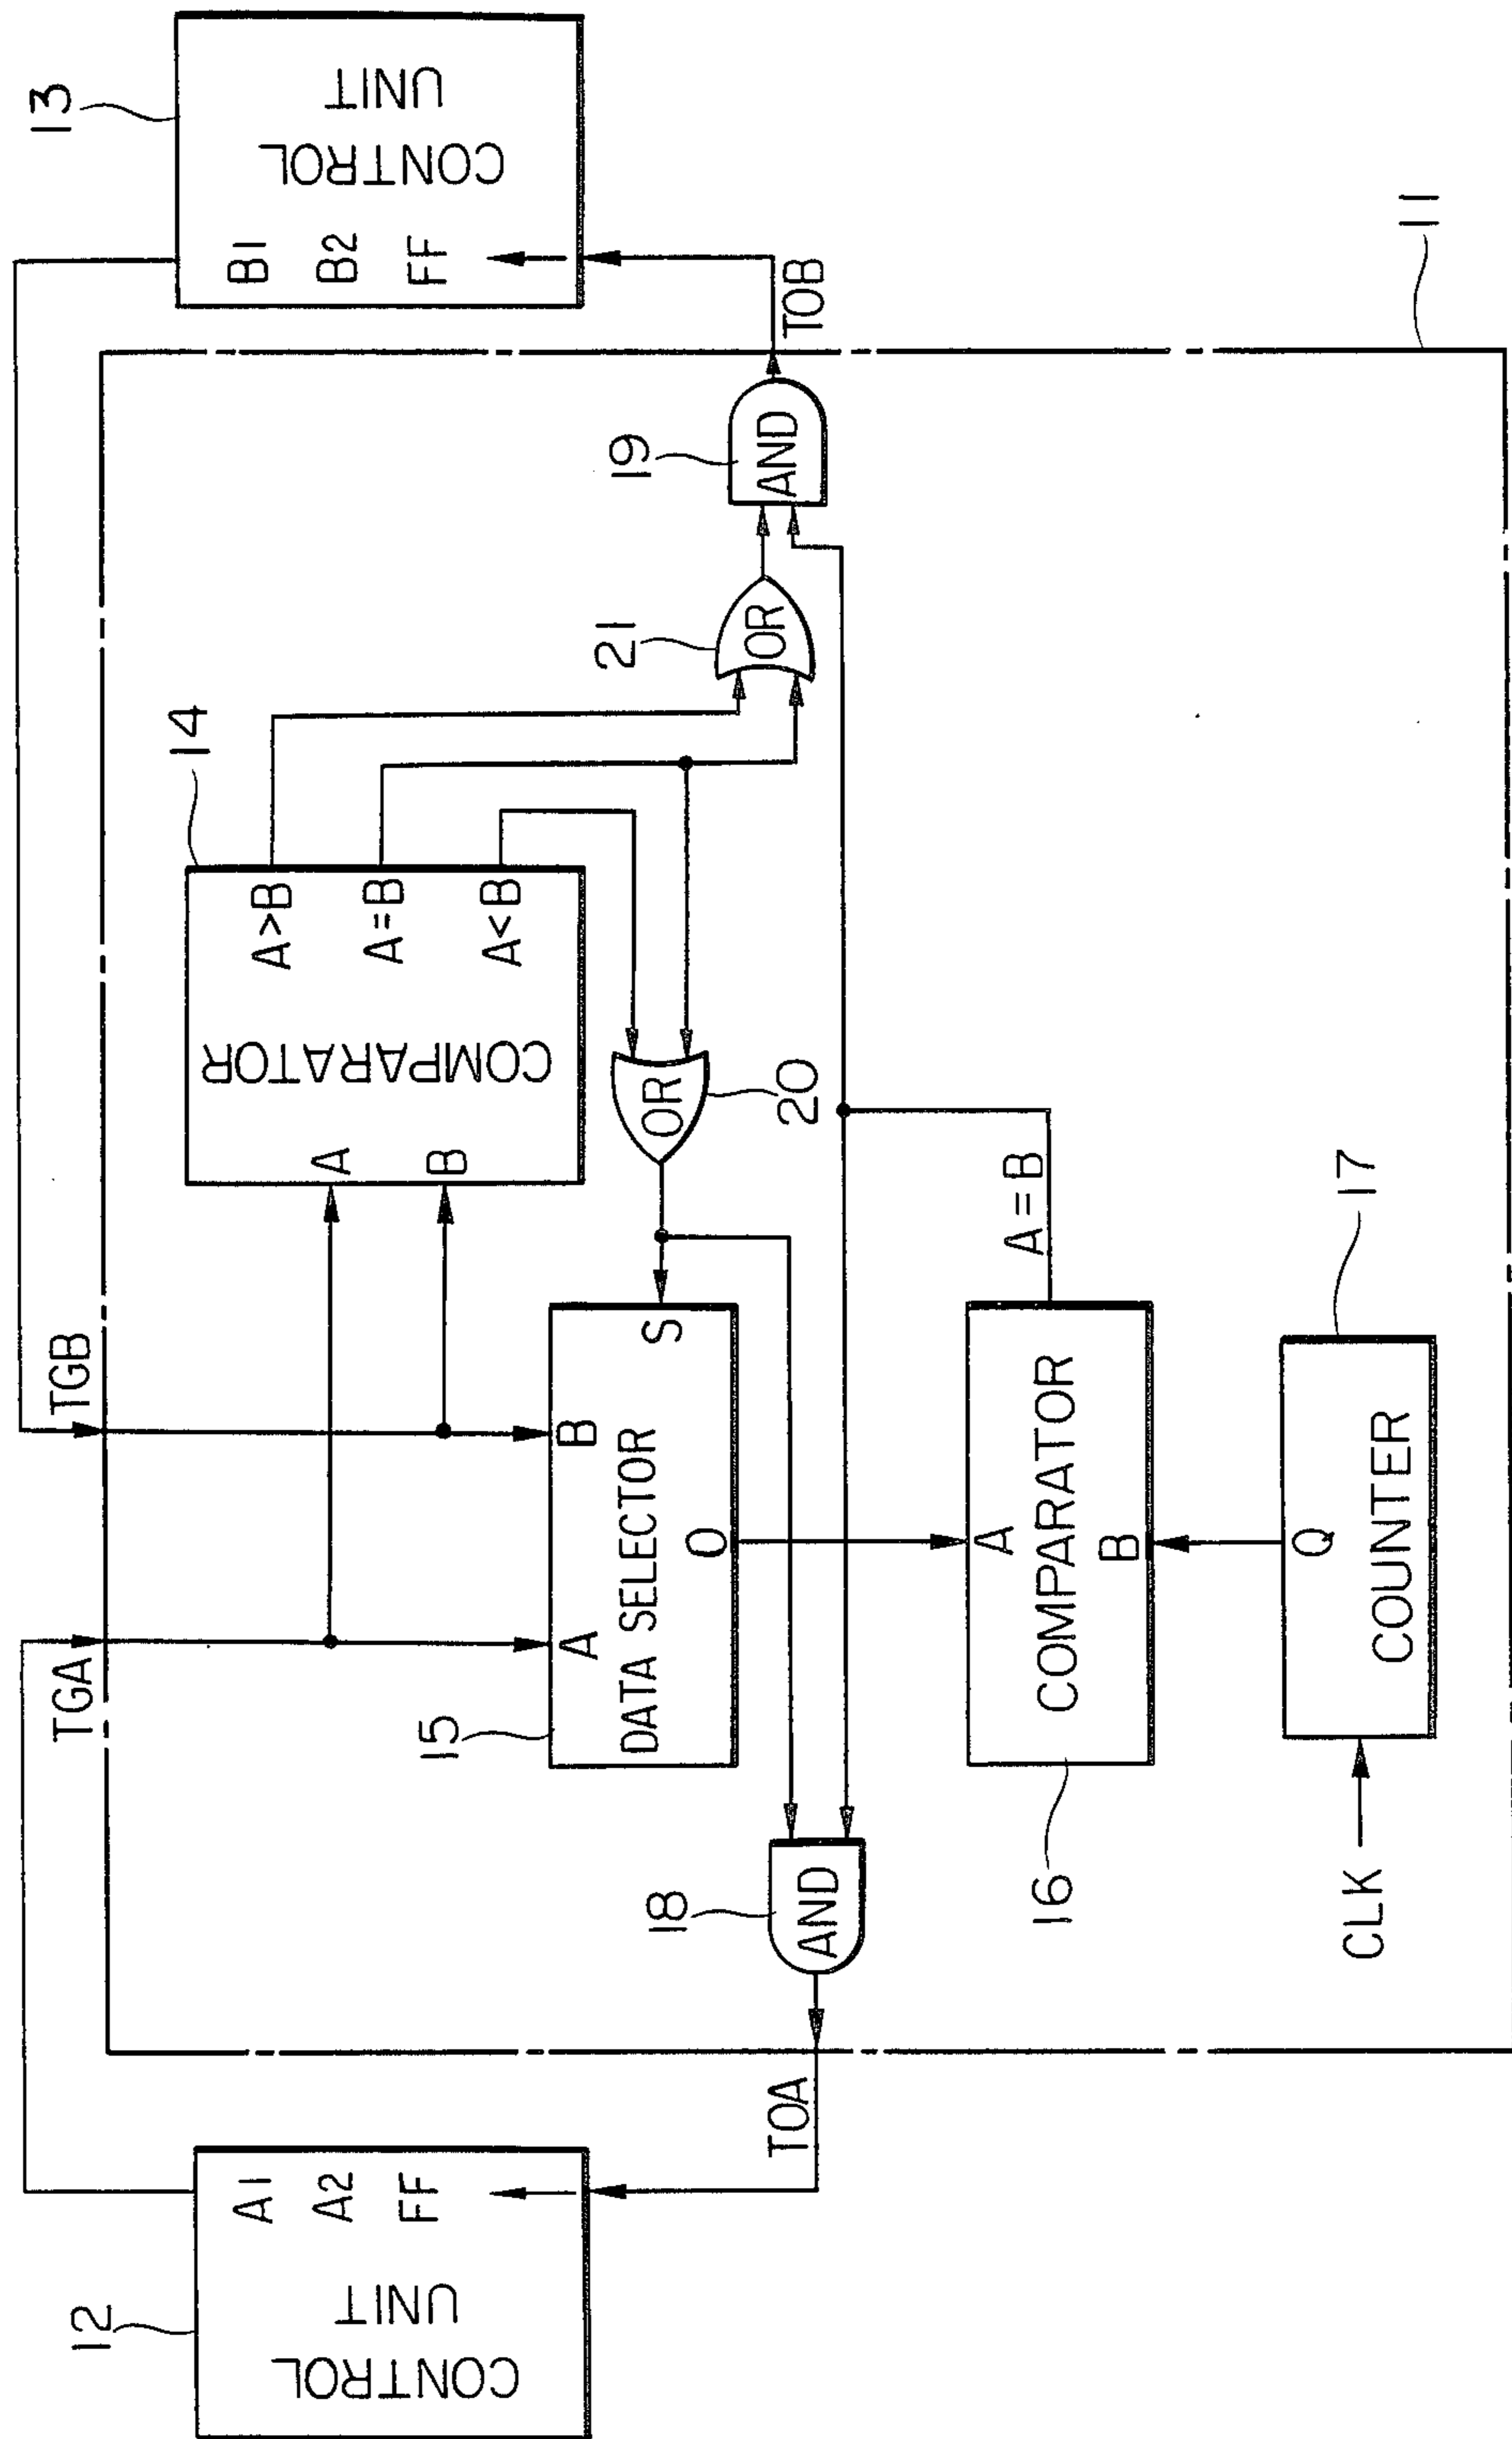 12
CONTROL
UNIT
A1
A2
FF
TGA
TGB
13
B1
B2
FF
CONTROL
UNIT
14
A
B
COMPARATOR
A>B
A=B
A<B
15
A
B
DATA SELECTOR
S
O
OR
20
21
OR
19
AND
TOB
18
AND
TOA
A=B
A
COMPARATOR
B
16
Q
COUNTER
17
CLK
11